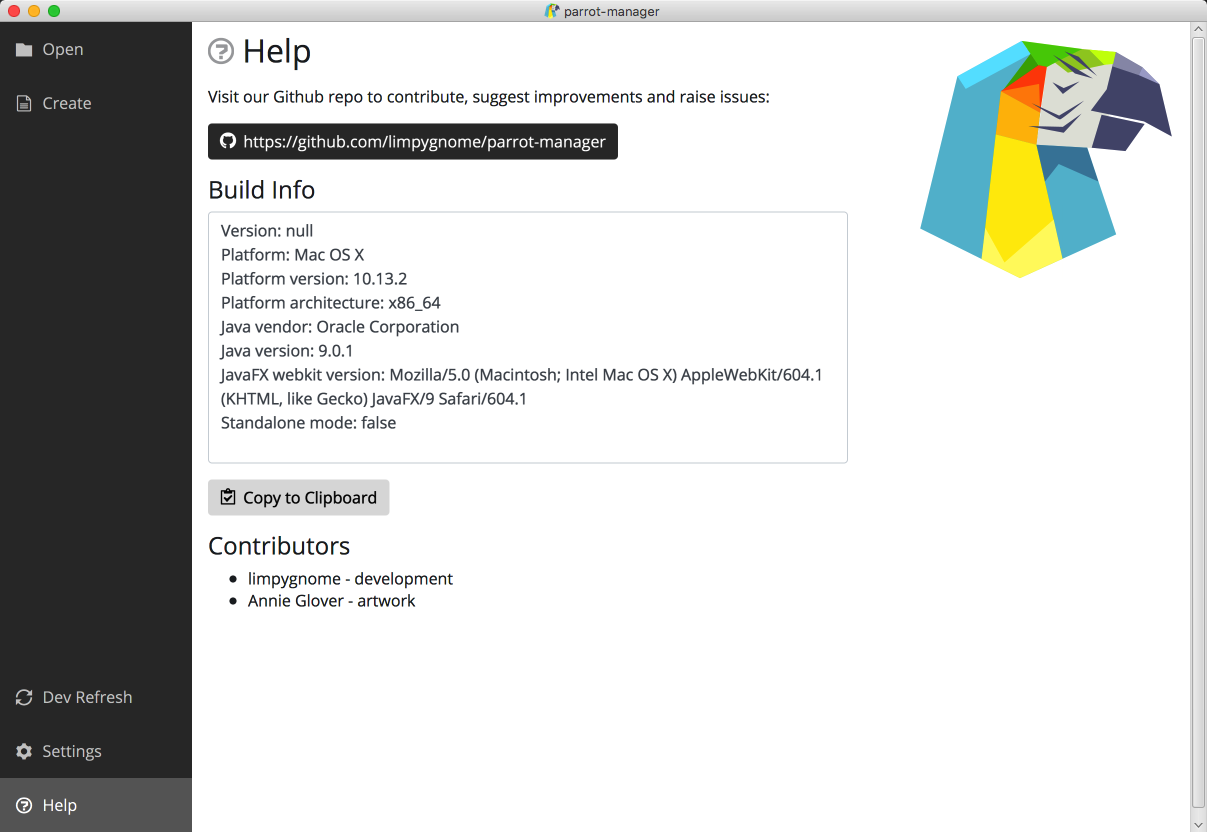 parrot-manager
Open
Create
Dev Refresh
Settings
Help
Help
Visit our Github repo to contribute, suggest improvements and raise issues:
https://github.com/limpygnome/parrot-manager
Build Info
Version: null
Platform: Mac OS X
Platform version: 10.13.2
Platform architecture: x86_64
Java vendor: Oracle Corporation
Java version: 9.0.1
JavaFX webkit version: Mozilla/5.0 (Macintosh; Intel Mac OS X) AppleWebKit/604.1
(KHTML, like Gecko) JavaFX/9 Safari/604.1
Standalone mode: false
Copy to Clipboard
Contributors
limpygnome - development
Annie Glover - artwork